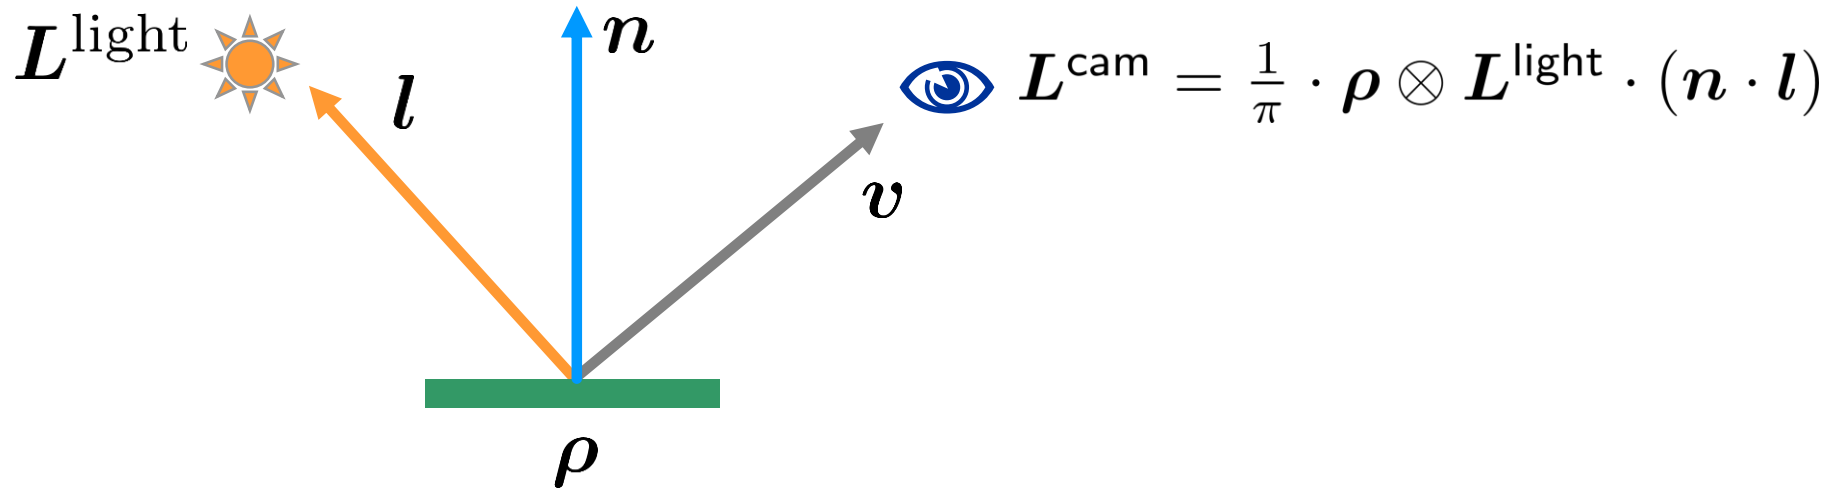 L^light
l
n
v
L^cam = 1/π · ρ ⊗ L^light · (n · l)
ρ